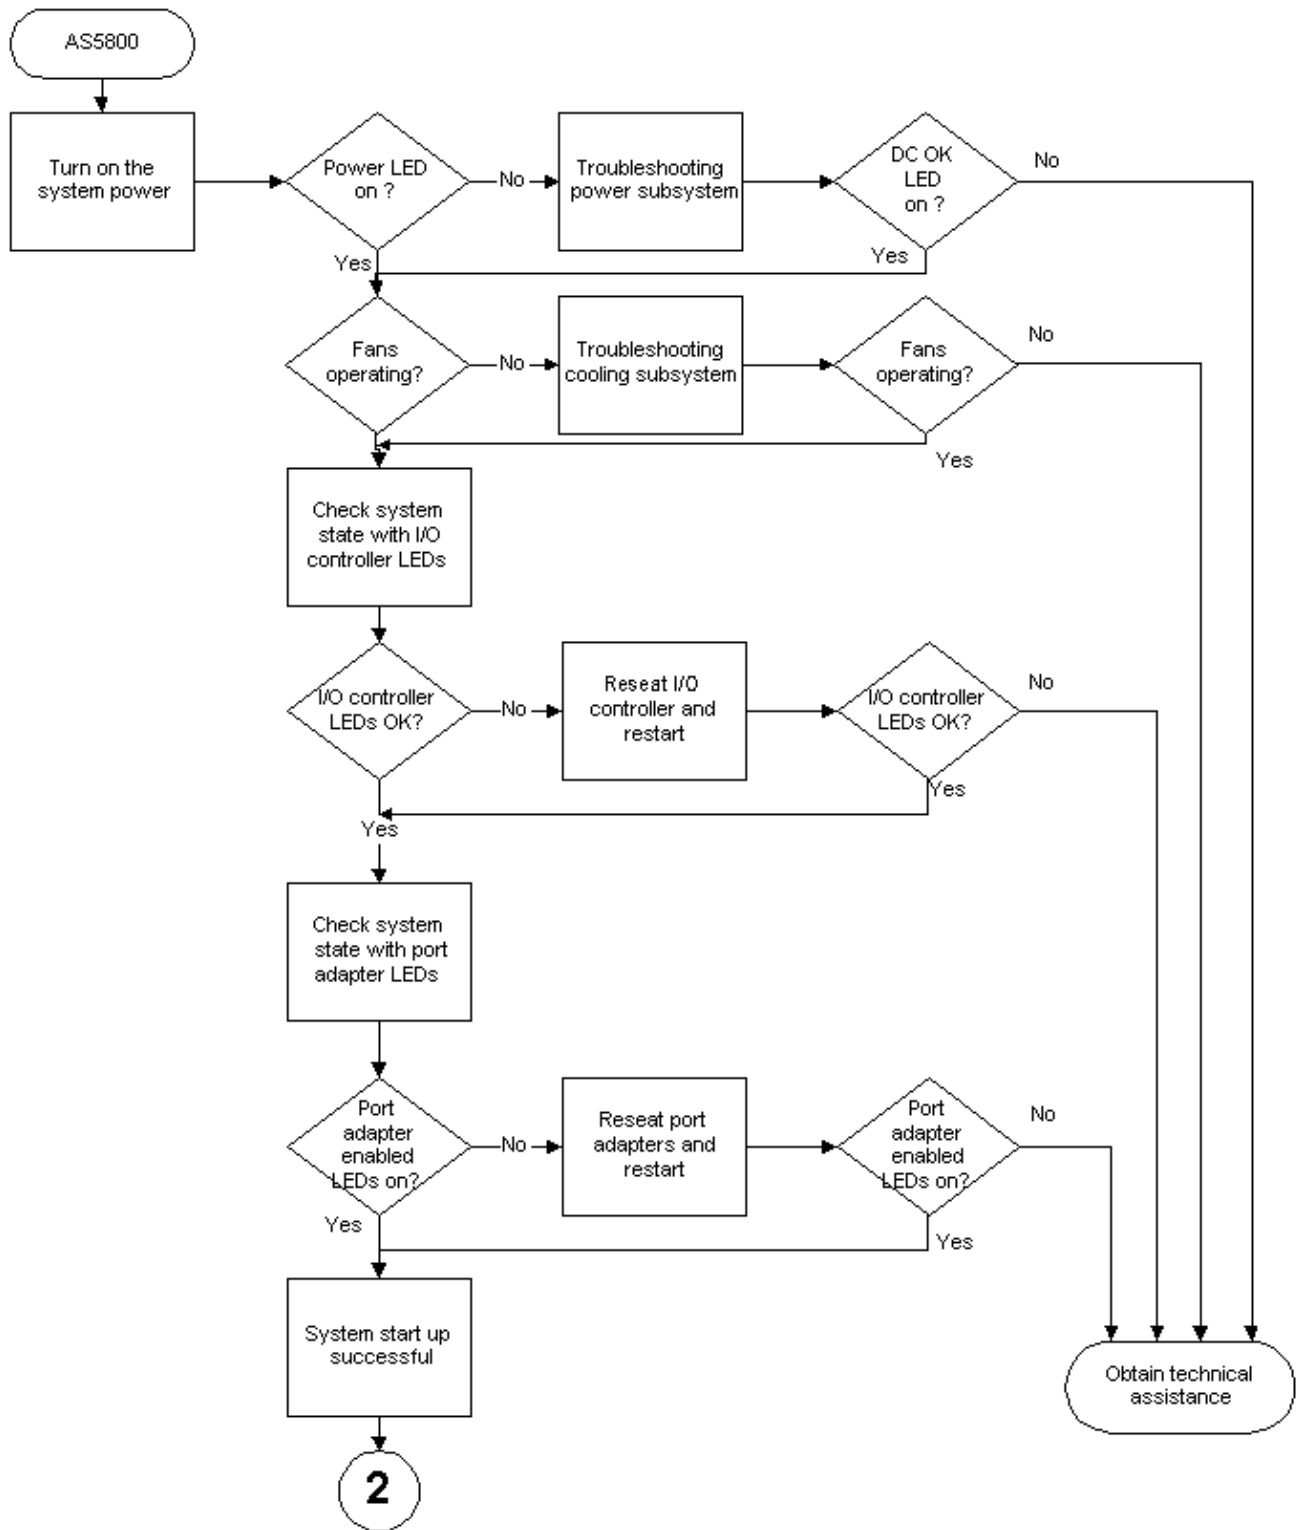 AS5800
Turn on the
system power
Power LED
on ?
No
Troubleshooting
power subsystem
DC OK
LED
on ?
No
Yes
Yes
Fans
operating?
No
Troubleshooting
cooling subsystem
Fans
operating?
No
Yes
Check system
state with I/O
controller LEDs
I/O controller
LEDs OK?
No
Reseat I/O
controller and
restart
I/O controller
LEDs OK?
No
Yes
Yes
Check system
state with port
adapter LEDs
Port
adapter
enabled
LEDs on?
No
Reseat port
adapters and
restart
Port
adapter
enabled
LEDs on?
No
Yes
Yes
System start up
successful
Obtain technical
assistance
2